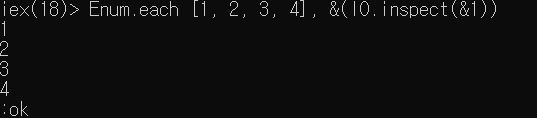 iex(18)> Enum.each [1, 2, 3, 4], &(IO.inspect(&1))
1
2
3
4
:ok